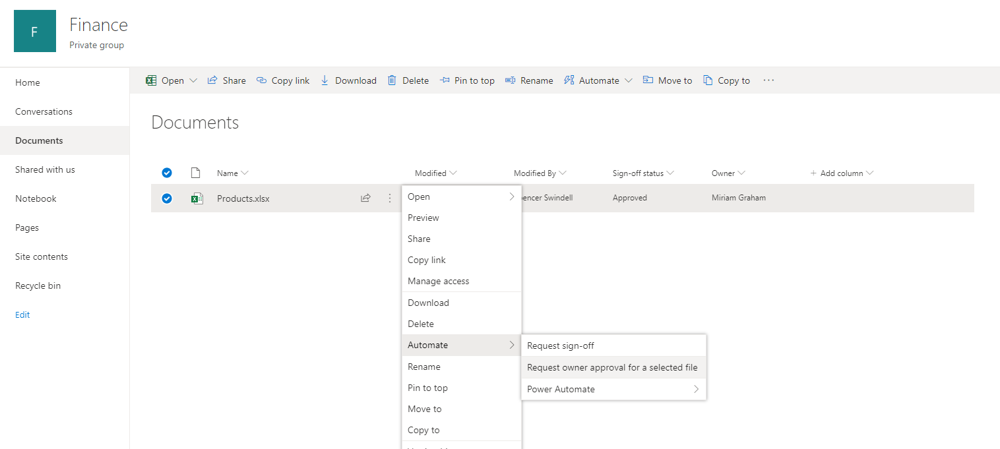 F
Finance
Private group
Home
Conversations
Documents
Shared with us
Notebook
Pages
Site contents
Recycle bin
Edit
Open Share Copy link Download Delete Pin to top Rename Automate Move to Copy to ...
Documents
Name Modified Modified By Sign-off status Owner + Add column
Products.xlsx Swindell Approved Miriam Graham
Open
Preview
Share
Copy link
Manage access
Download
Delete
Automate
Rename
Pin to top
Move to
Copy to
Request sign-off
Request owner approval for a selected file
Power Automate